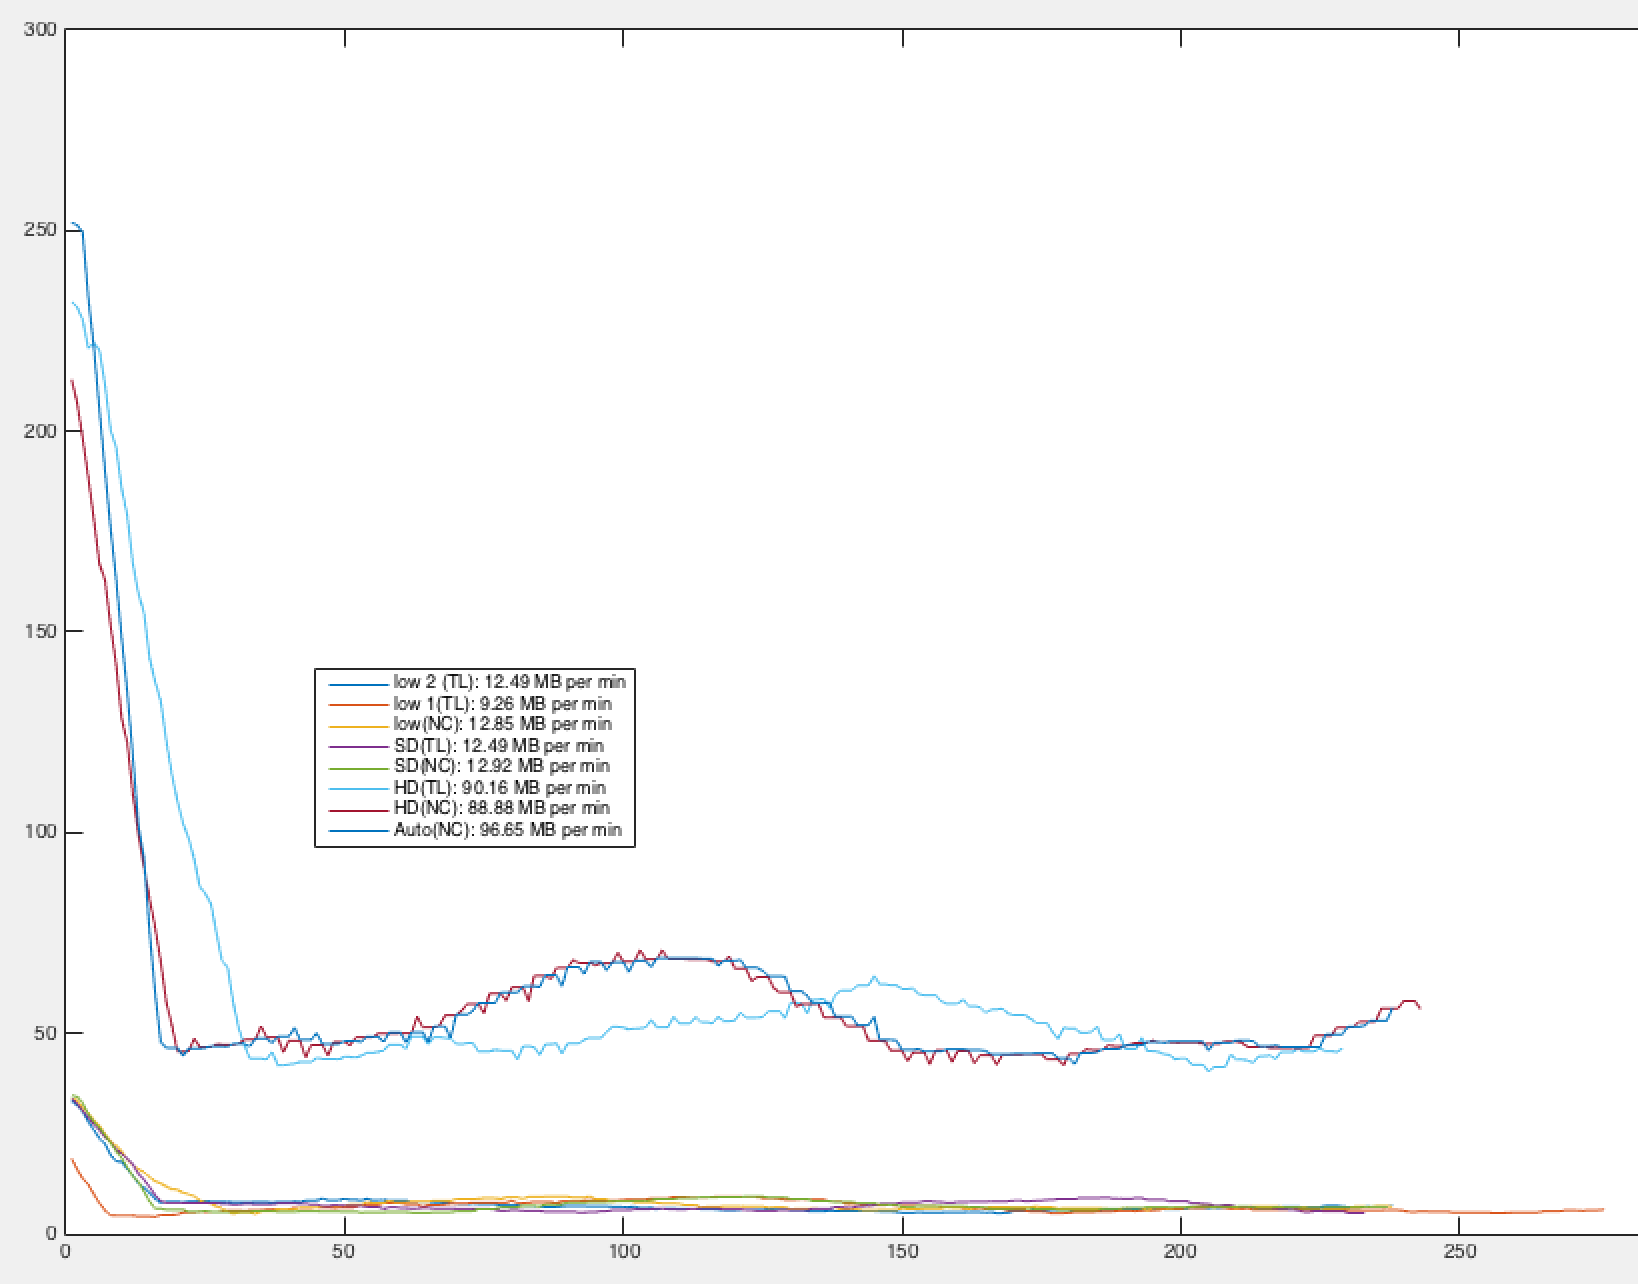 300
250
200
150
100
50
0
low 2 (TL): 12.49 MB per min
low 1(TL): 9.26 MB per min
low(NC): 12.85 MB per min
SD(TL): 12.49 MB per min
SD(NC): 12.92 MB per min
HD(TL): 90.16 MB per min
HD(NC): 88.88 MB per min
Auto(NC): 96.65 MB per min
0 50 100 150 200 250